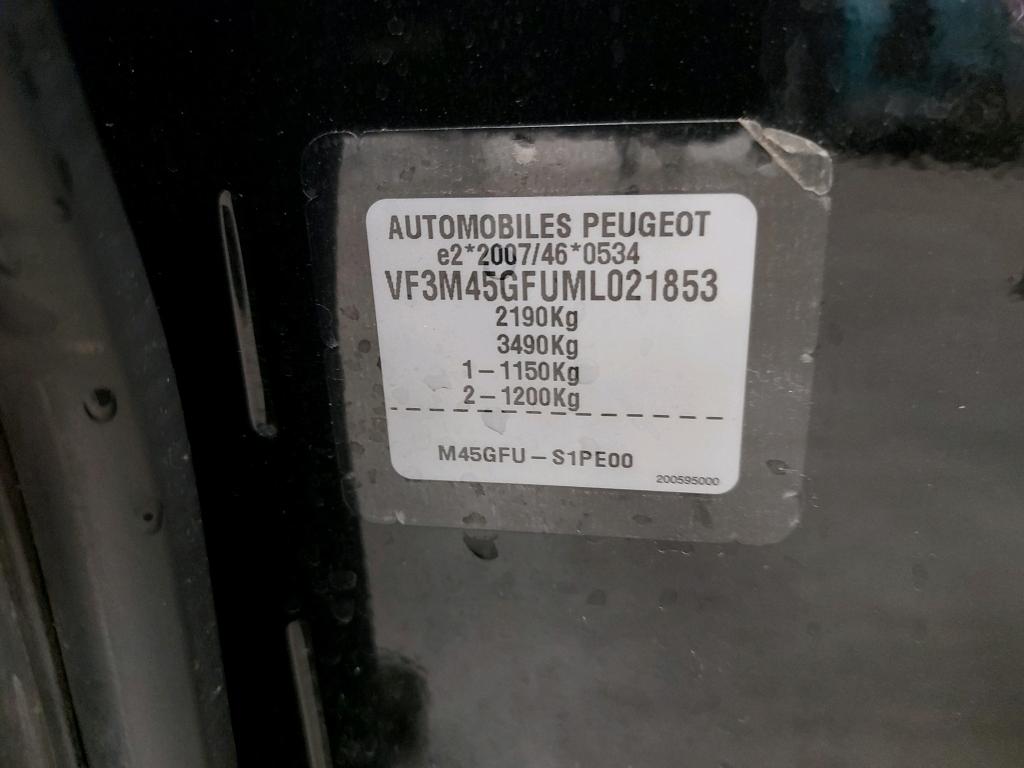 AUTOMOBILES PEUGEOT
e2*2007/46*0534
VF3M45GFUML021853
2190Kg
3490Kg
1-1150Kg
2-1200Kg
M45GFU-S1PE00
200595000